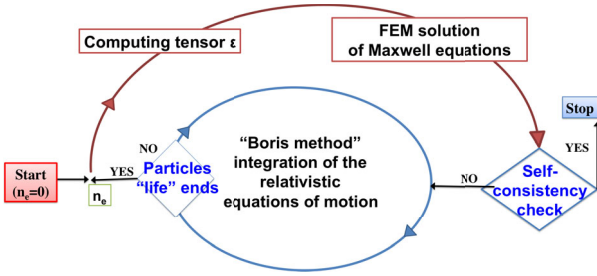 Computing tensor ε
FEM solution
of Maxwell equations
Stop
YES
Start
(nₑ=0)
YES
nₑ
NO
Particles
“life” ends
“Boris method”
integration of the
relativistic
equations of motion
NO
Self-
consistency
check